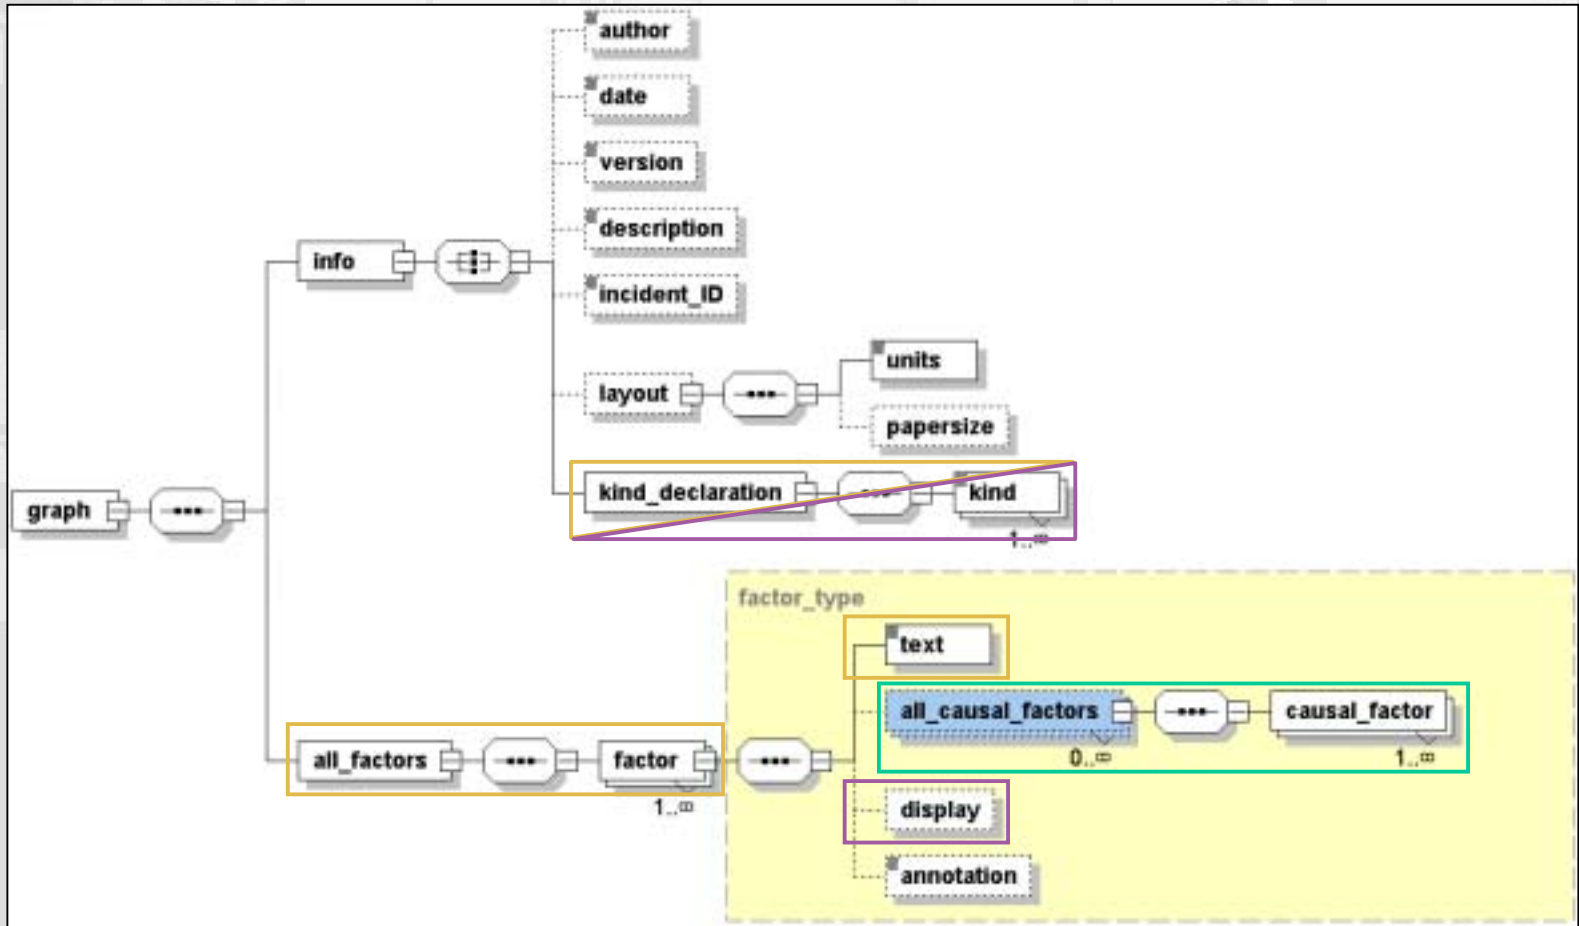 author
date
version
description
info
incident_ID
units
layout
papersize
kind_declaration
kind
graph
1..∞
factor_type
text
all_causal_factors
causal_factor
0..∞
1..∞
all_factors
factor
1..∞
display
annotation